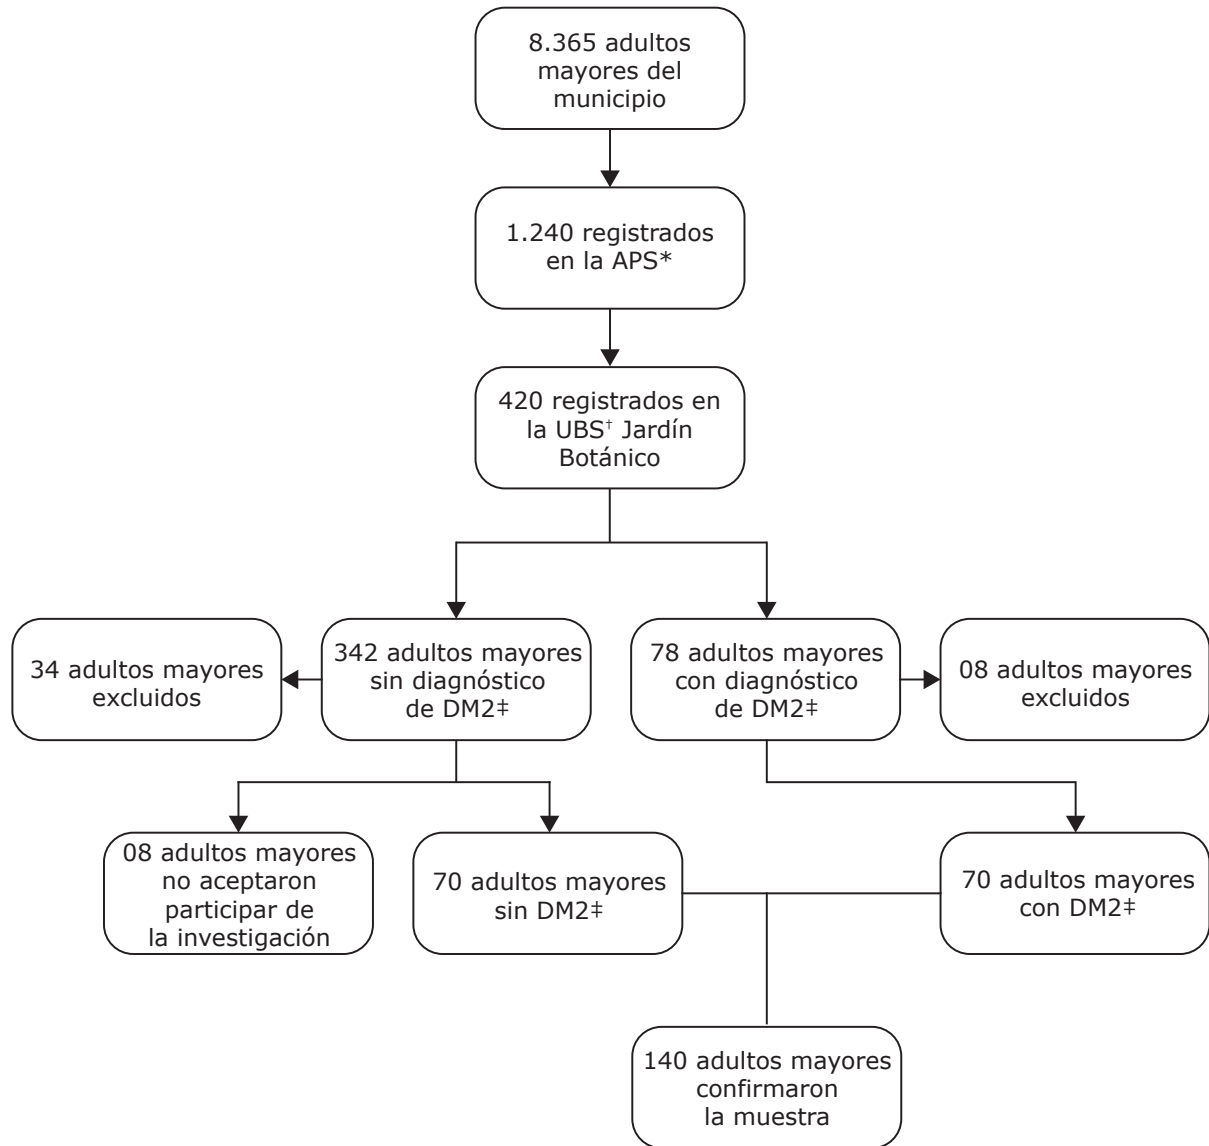 8.365 adultos
mayores del
municipio
1.240 registrados
en la APS*
420 registrados en
la UBS† Jardín
Botánico
34 adultos mayores
excluidos
342 adultos mayores
sin diagnóstico
de DM2‡
78 adultos mayores
con diagnóstico
de DM2‡
08 adultos mayores
excluidos
08 adultos mayores
no aceptaron
participar de
la investigación
70 adultos mayores
sin DM2‡
70 adultos mayores
con DM2‡
140 adultos mayores
confirmaron
la muestra